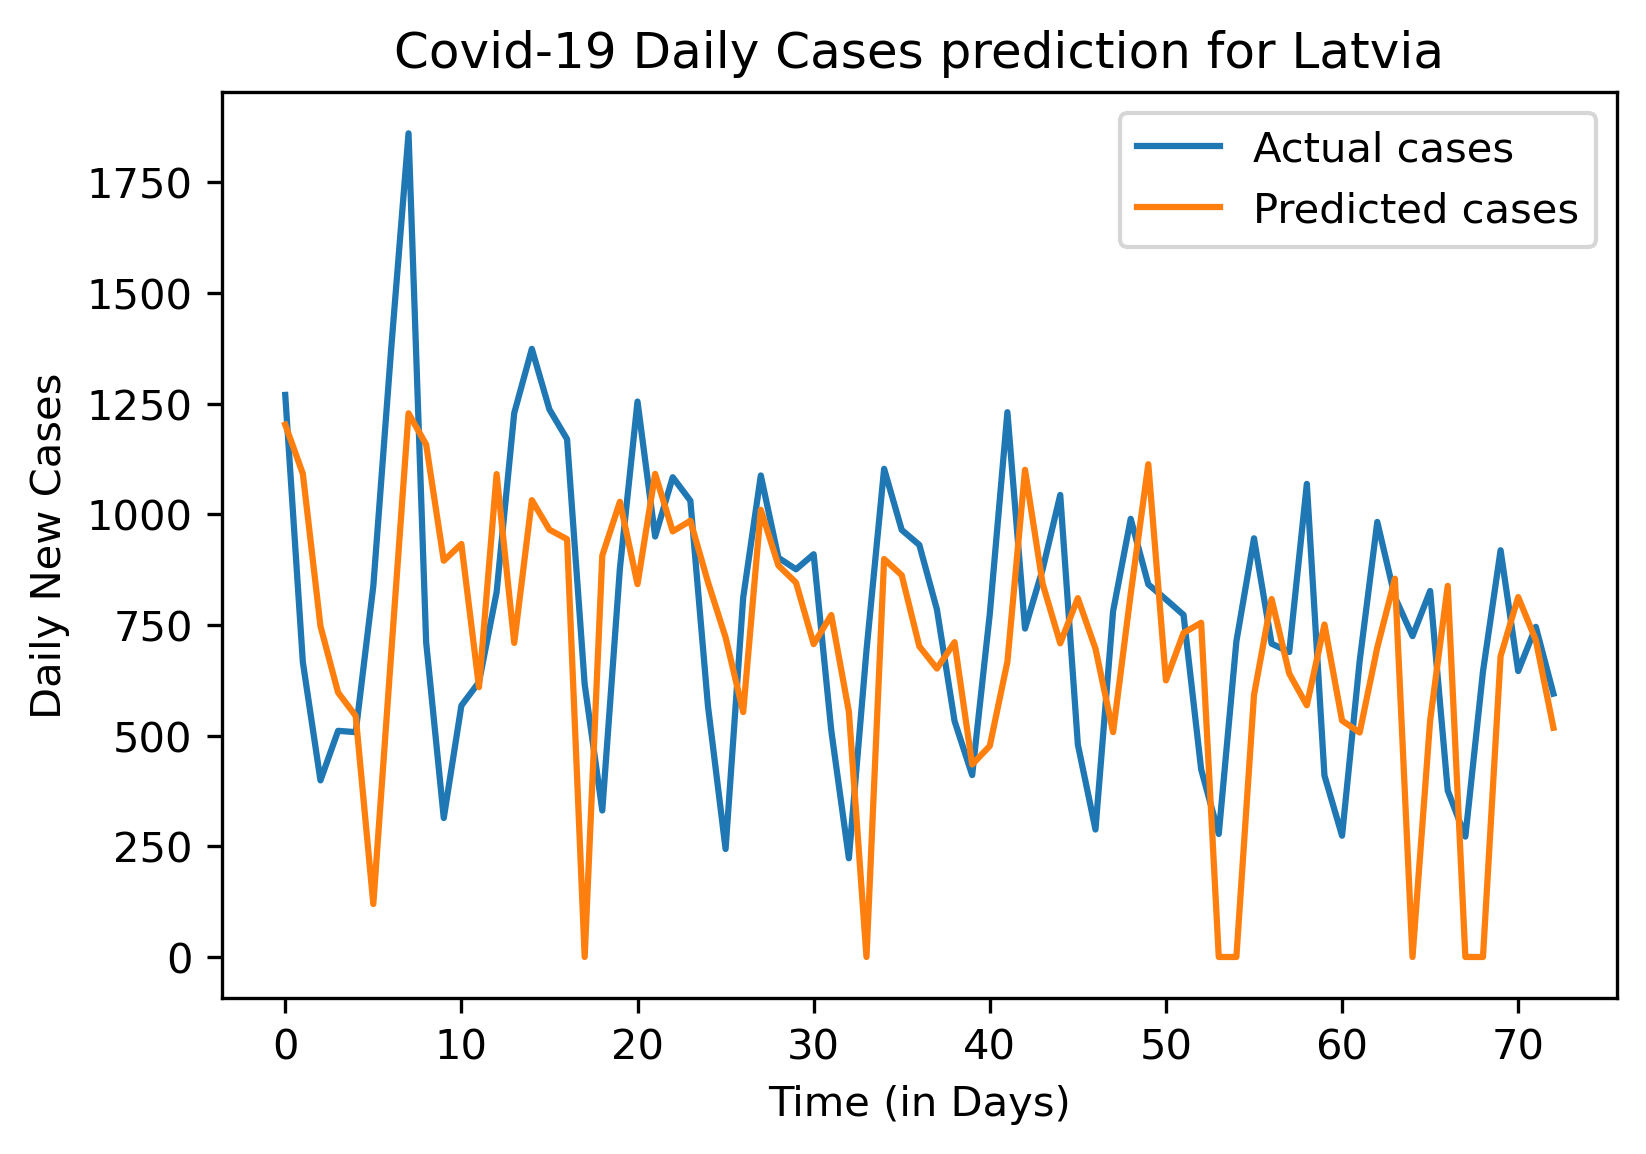 Covid-19 Daily Cases prediction for Latvia
Actual cases
Predicted cases
Daily New Cases
1750
1500
1250
1000
750
500
250
0
0 10 20 30 40 50 60 70
Time (in Days)